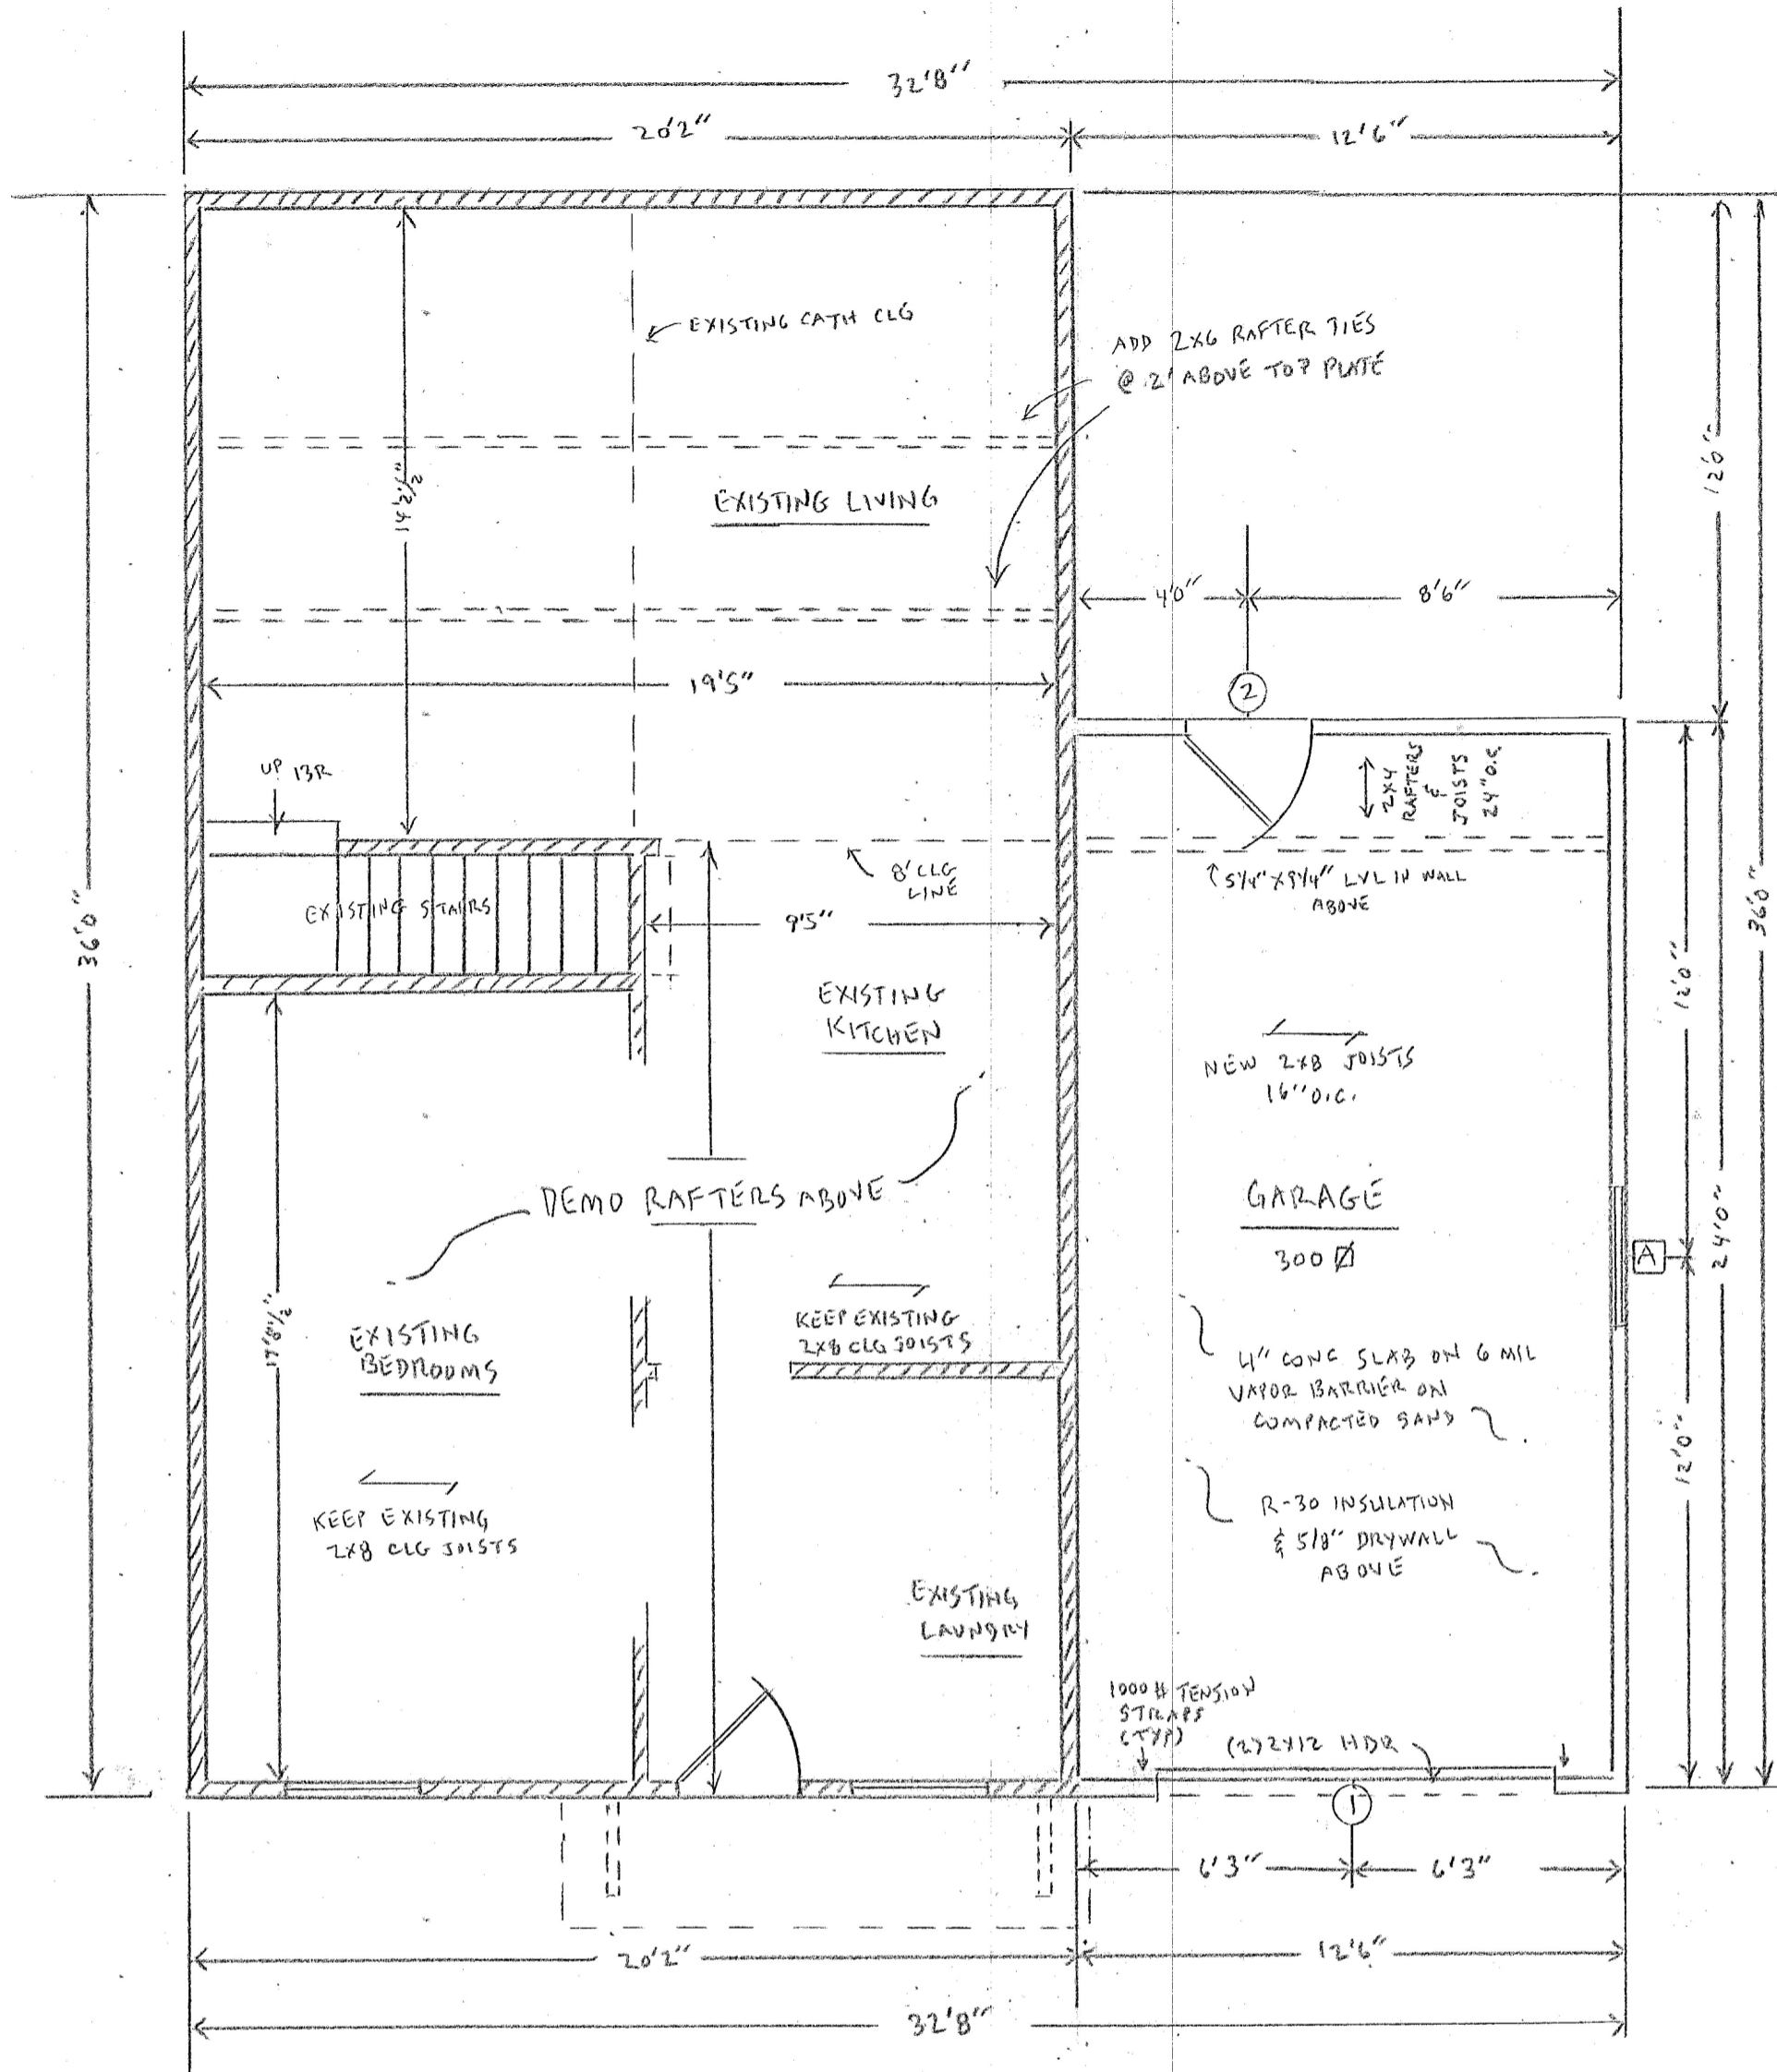 32'8"
20'2"
12'6"
EXISTING CATH CLG
ADD 2X6 RAFTER TIES
@ 2' ABOVE TOP PLATE
14'2½"
EXISTING LIVING
12'0"
4'0"
8'6"
19'5"
2
UP 13R
2X4
RAFTERS
&
JOISTS
24" O.C.
8' CLG
LINE
5¼" X 9¼" LVL IN WALL
ABOVE
EXISTING STAIRS
9'5"
36'0"
36'0"
12'0"
EXISTING
KITCHEN
NEW 2X8 JOISTS
16" O.C.
DEMO RAFTERS ABOVE
GARAGE
300
A
24'0"
17'8½"
EXISTING
BEDROOMS
KEEP EXISTING
2X8 CLG JOISTS
4" CONC SLAB ON 6 MIL
VAPOR BARRIER ON
COMPACTED SAND
12'0"
KEEP EXISTING
2X8 CLG JOISTS
R-30 INSULATION
& 5/8" DRYWALL
ABOVE
EXISTING
LAUNDRY
1000# TENSION
STRAPS
(TYP)
(2) 2X12 HDR
1
6'3"
6'3"
20'2"
12'6"
32'8"